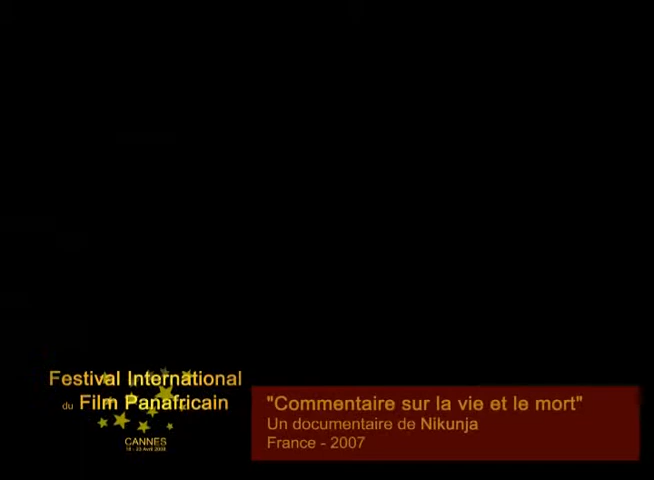 Festival International
du Film Panafricain
CANNES
"Commentaire sur la vie et le mort"
Un documentaire de Nikunja
France - 2007